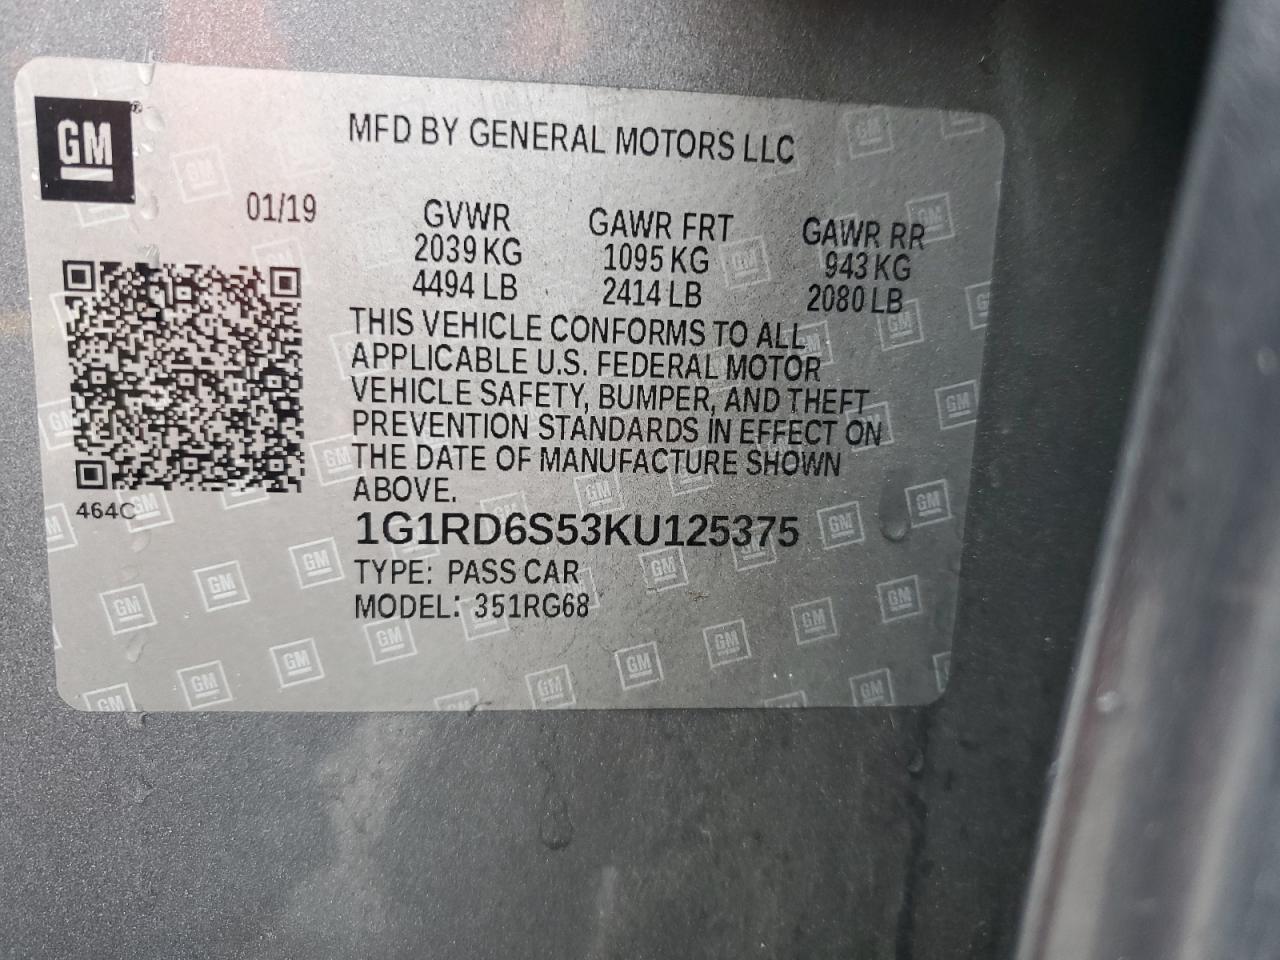 GM
MFD BY GENERAL MOTORS LLC
01/19
GVWR GAWR FRT GAWR RR
2039 KG 1095 KG 943 KG
4494 LB 2414 LB 2080 LB
THIS VEHICLE CONFORMS TO ALL
APPLICABLE U.S. FEDERAL MOTOR
VEHICLE SAFETY, BUMPER, AND THEFT
PREVENTION STANDARDS IN EFFECT ON
THE DATE OF MANUFACTURE SHOWN
ABOVE.
464C
1G1RD6S53KU125375
TYPE: PASS CAR
MODEL: 351RG68